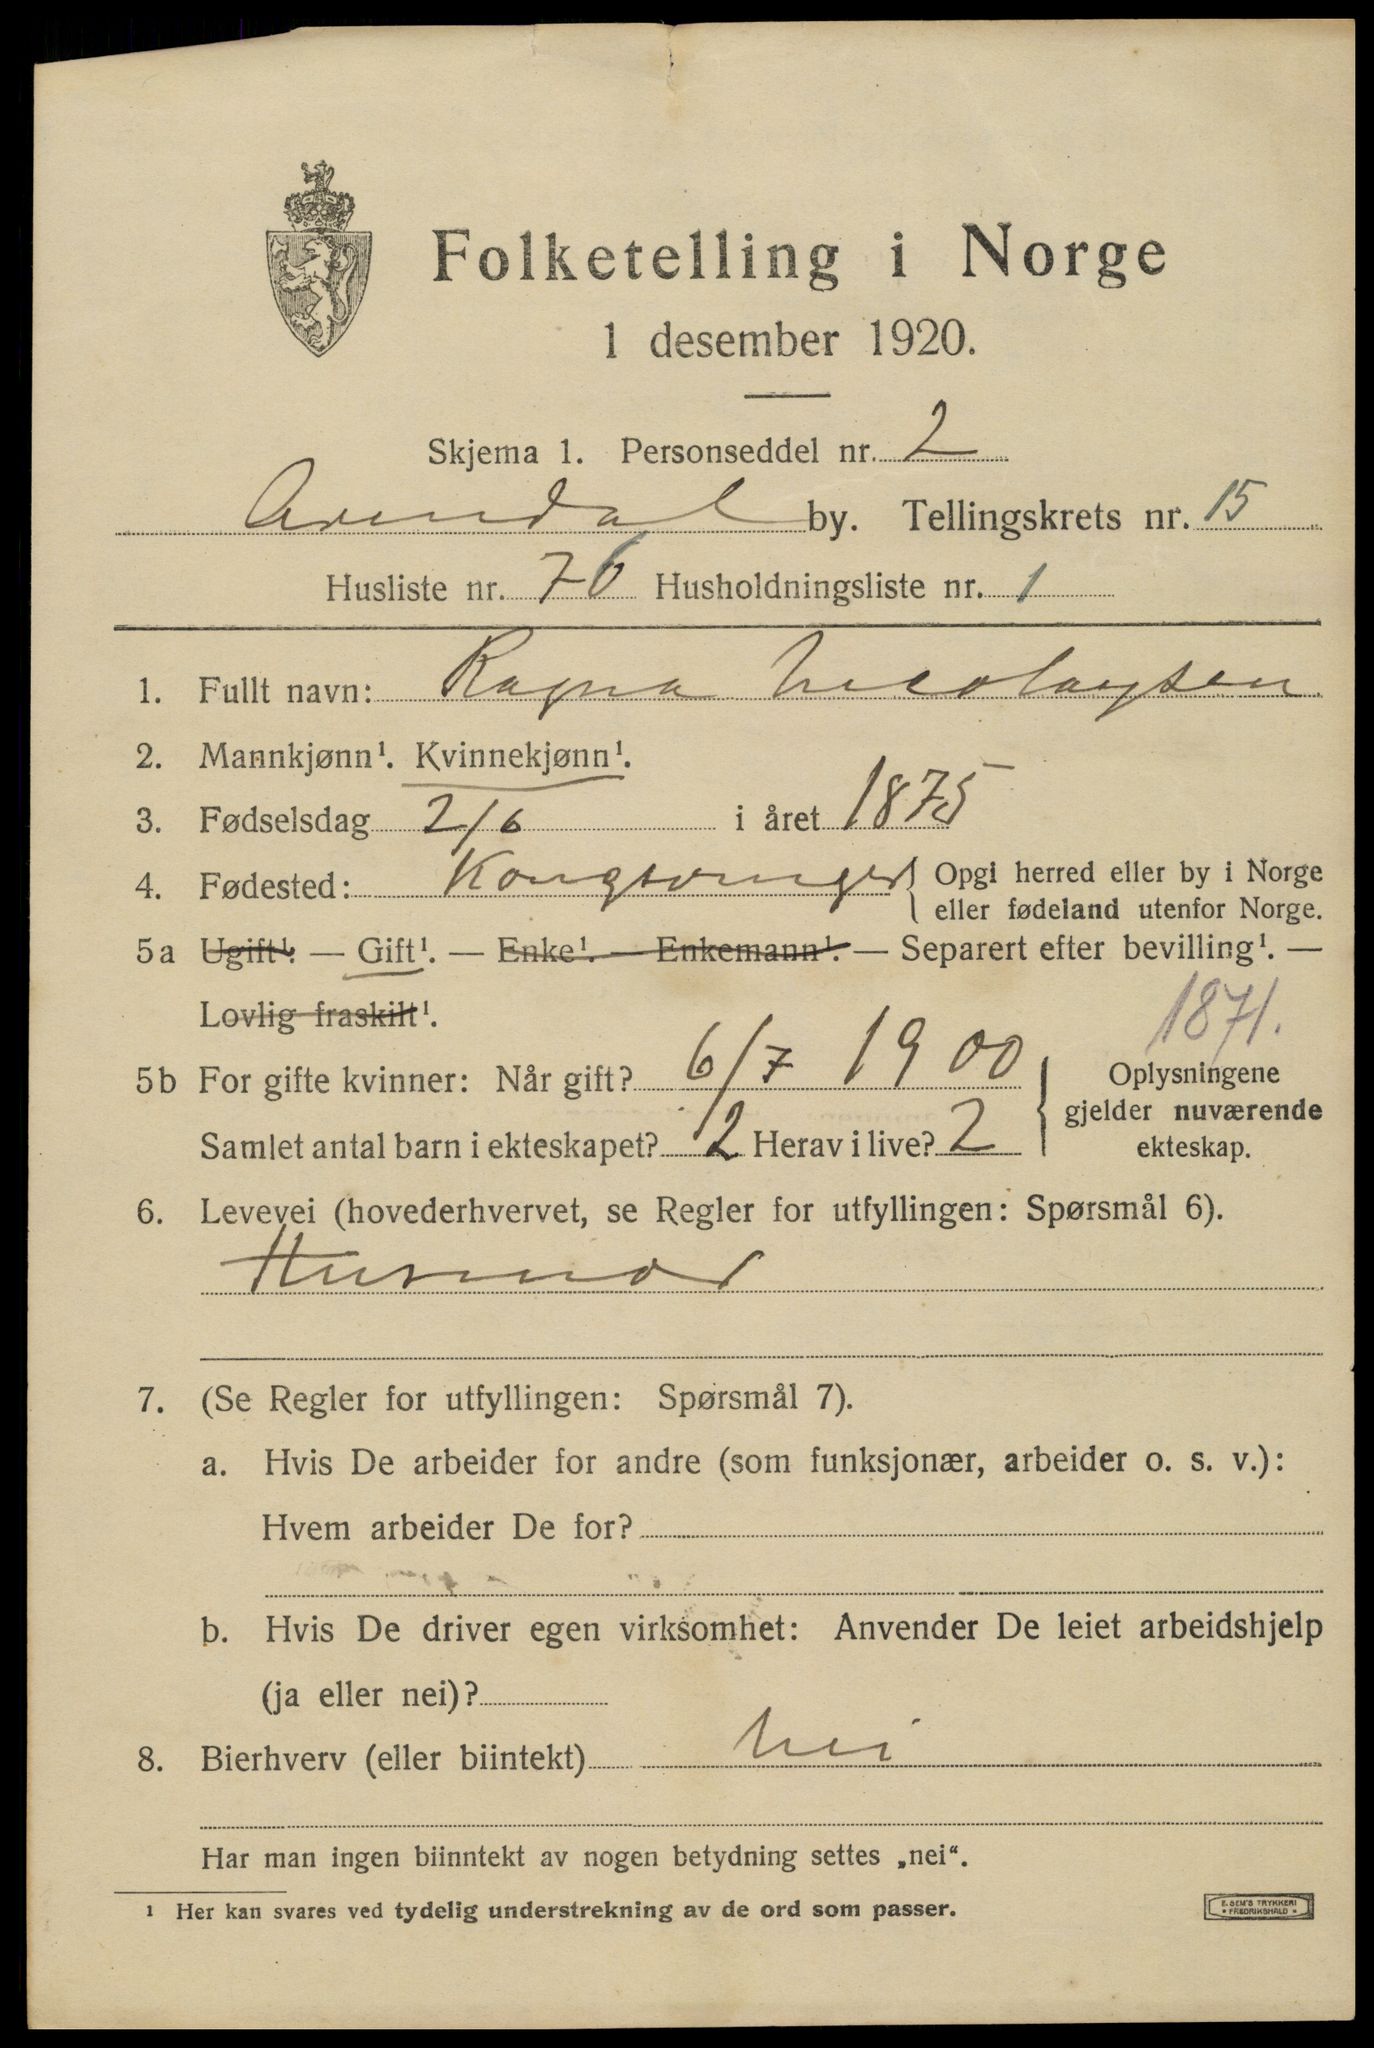 Folketelling i Norge
1 desember 1920.
Skjema 1. Personseddel nr. 2
Arendal by. Tellingskrets nr. 15
Husliste nr. 76 Husholdningsliste nr. 1
1. Fullt navn: Ragna Nicolaysen
2. Mannkjønn¹. Kvinnekjønn¹.
3. Fødselsdag 2/6 i året 1875
4. Fødested: Kongsvinger { Opgi herred eller by i Norge
eller fødeland utenfor Norge.
5a Ugift¹. — Gift¹. — Enke¹. — Enkemann¹. — Separert efter bevilling¹. —
Lovlig fraskilt¹.
1871.
5b For gifte kvinner: Når gift? 6/7 1900
Samlet antal barn i ekteskapet? 2 Herav i live? 2
Oplysningene
gjelder nuværende
ekteskap.
6. Levevei (hovederhvervet, se Regler for utfyllingen: Spørsmål 6).
Husmor
7. (Se Regler for utfyllingen: Spørsmål 7).
a. Hvis De arbeider for andre (som funksjonær, arbeider o. s. v.):
Hvem arbeider De for?
b. Hvis De driver egen virksomhet: Anvender De leiet arbeidshjelp
(ja eller nei)?
8. Bierhverv (eller biintekt) Nei
Har man ingen biinntekt av nogen betydning settes „nei“.
¹ Her kan svares ved tydelig understrekning av de ord som passer.
E. SEM'S TRYKKERI
• FREDRIKSHALD •